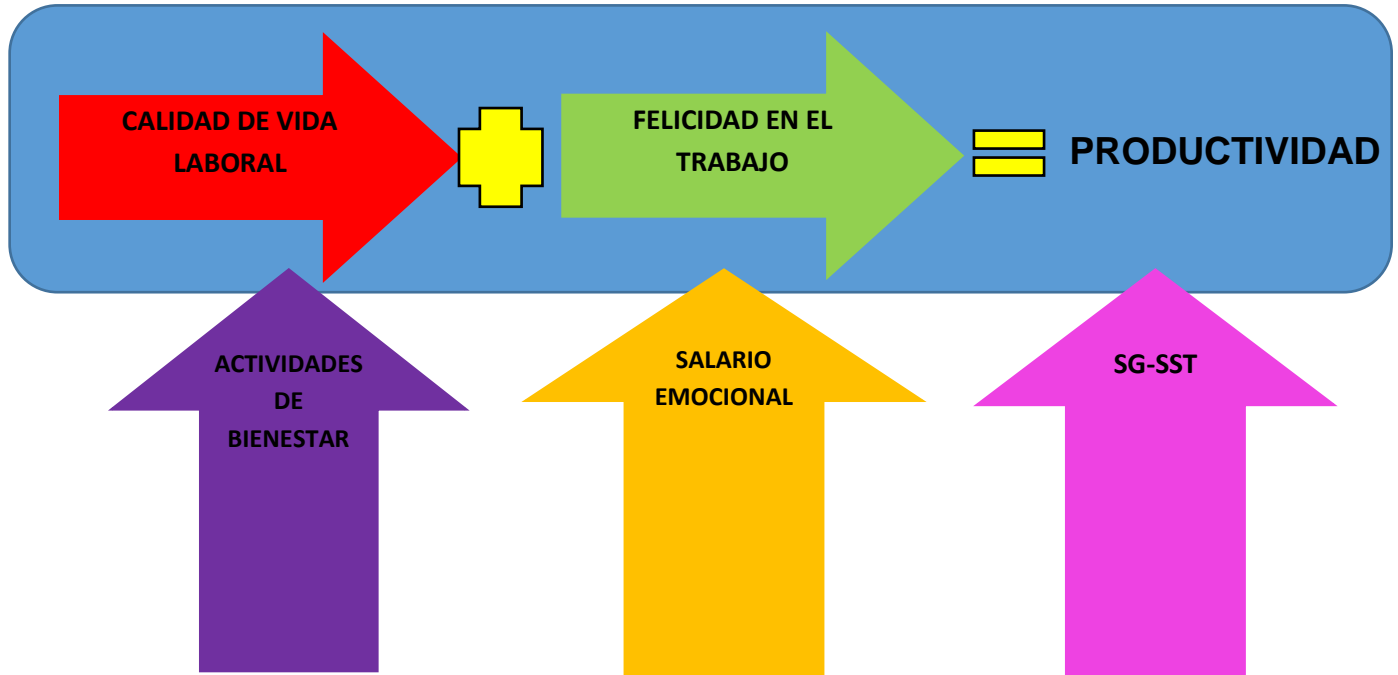 CALIDAD DE VIDA
LABORAL
FELICIDAD EN EL
TRABAJO
PRODUCTIVIDAD
ACTIVIDADES
DE
BIENESTAR
SALARIO
EMOCIONAL
SG-SST